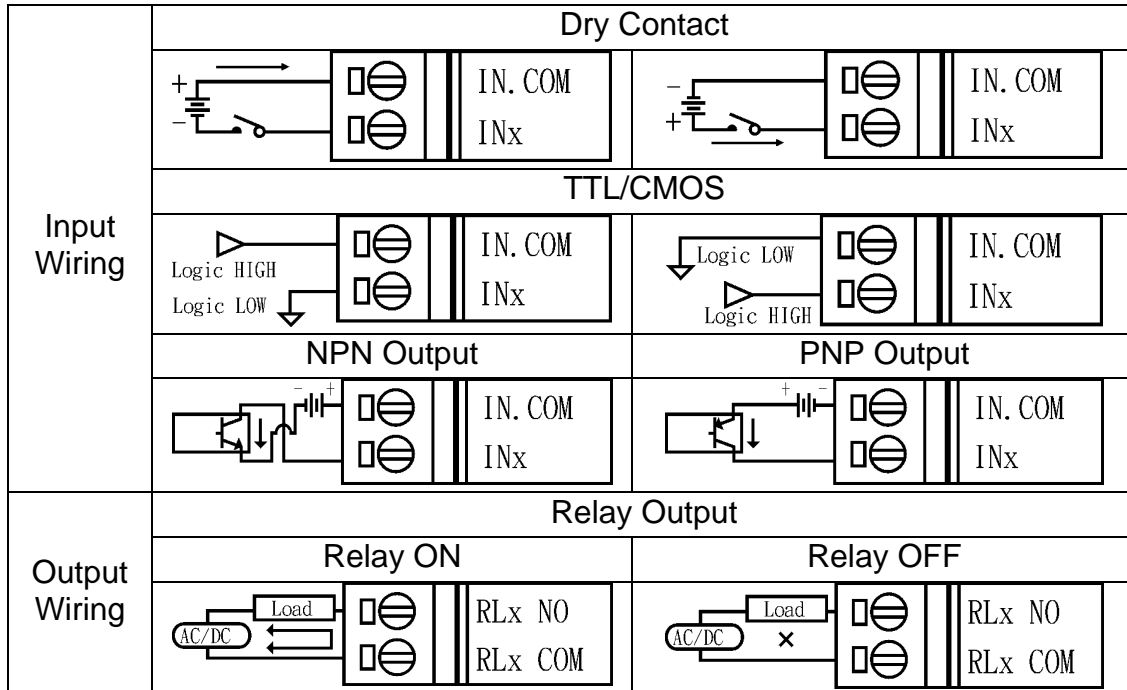 Input
Wiring
Dry Contact
+
-
IN. COM
INx
-
+
IN. COM
INx
TTL/CMOS
Logic HIGH
Logic LOW
IN. COM
INx
Logic LOW
Logic HIGH
IN. COM
INx
NPN Output
PNP Output
- +
IN. COM
INx
+ -
IN. COM
INx
Output
Wiring
Relay Output
Relay ON
Relay OFF
Load
AC/DC
RLx NO
RLx COM
Load
AC/DC
×
RLx NO
RLx COM